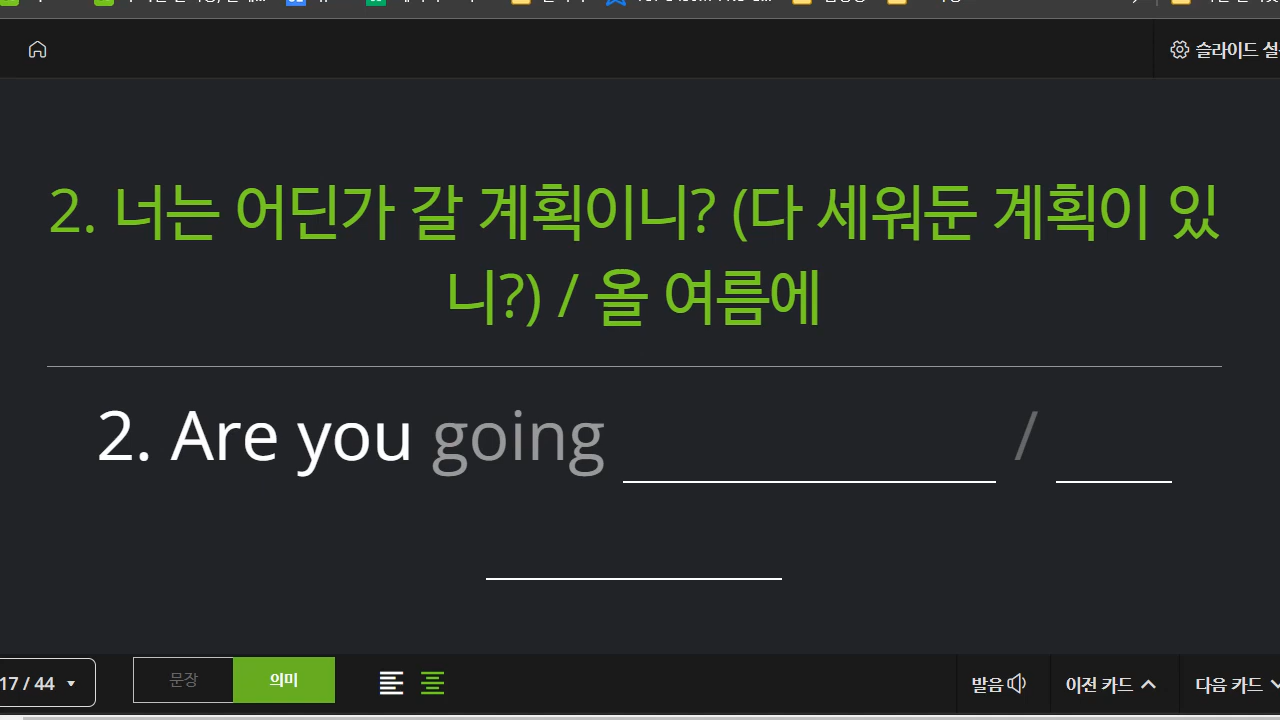 슬라이드
2. 너는 어딘가 갈 계획이니? (다 세워둔 계획이 있
니?) / 올 여름에
2. Are you going /
17 / 44
문장
의미
발음
이전 카드
다음 카드